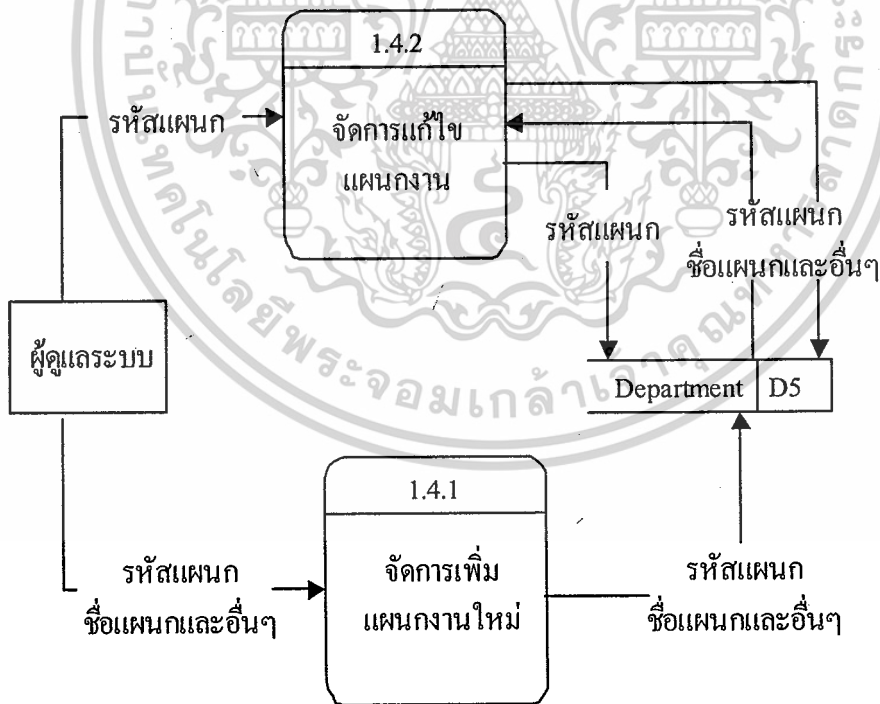 1.4.2
รหัสแผนก
จัดการแก้ไข
แผนกงาน
รหัสแผนก
รหัสแผนก
ชื่อแผนกและอื่นๆ
ผู้ดูแลระบบ
Department D5
1.4.1
รหัสแผนก
ชื่อแผนกและอื่นๆ
จัดการเพิ่ม
แผนกงานใหม่
รหัสแผนก
ชื่อแผนกและอื่นๆ